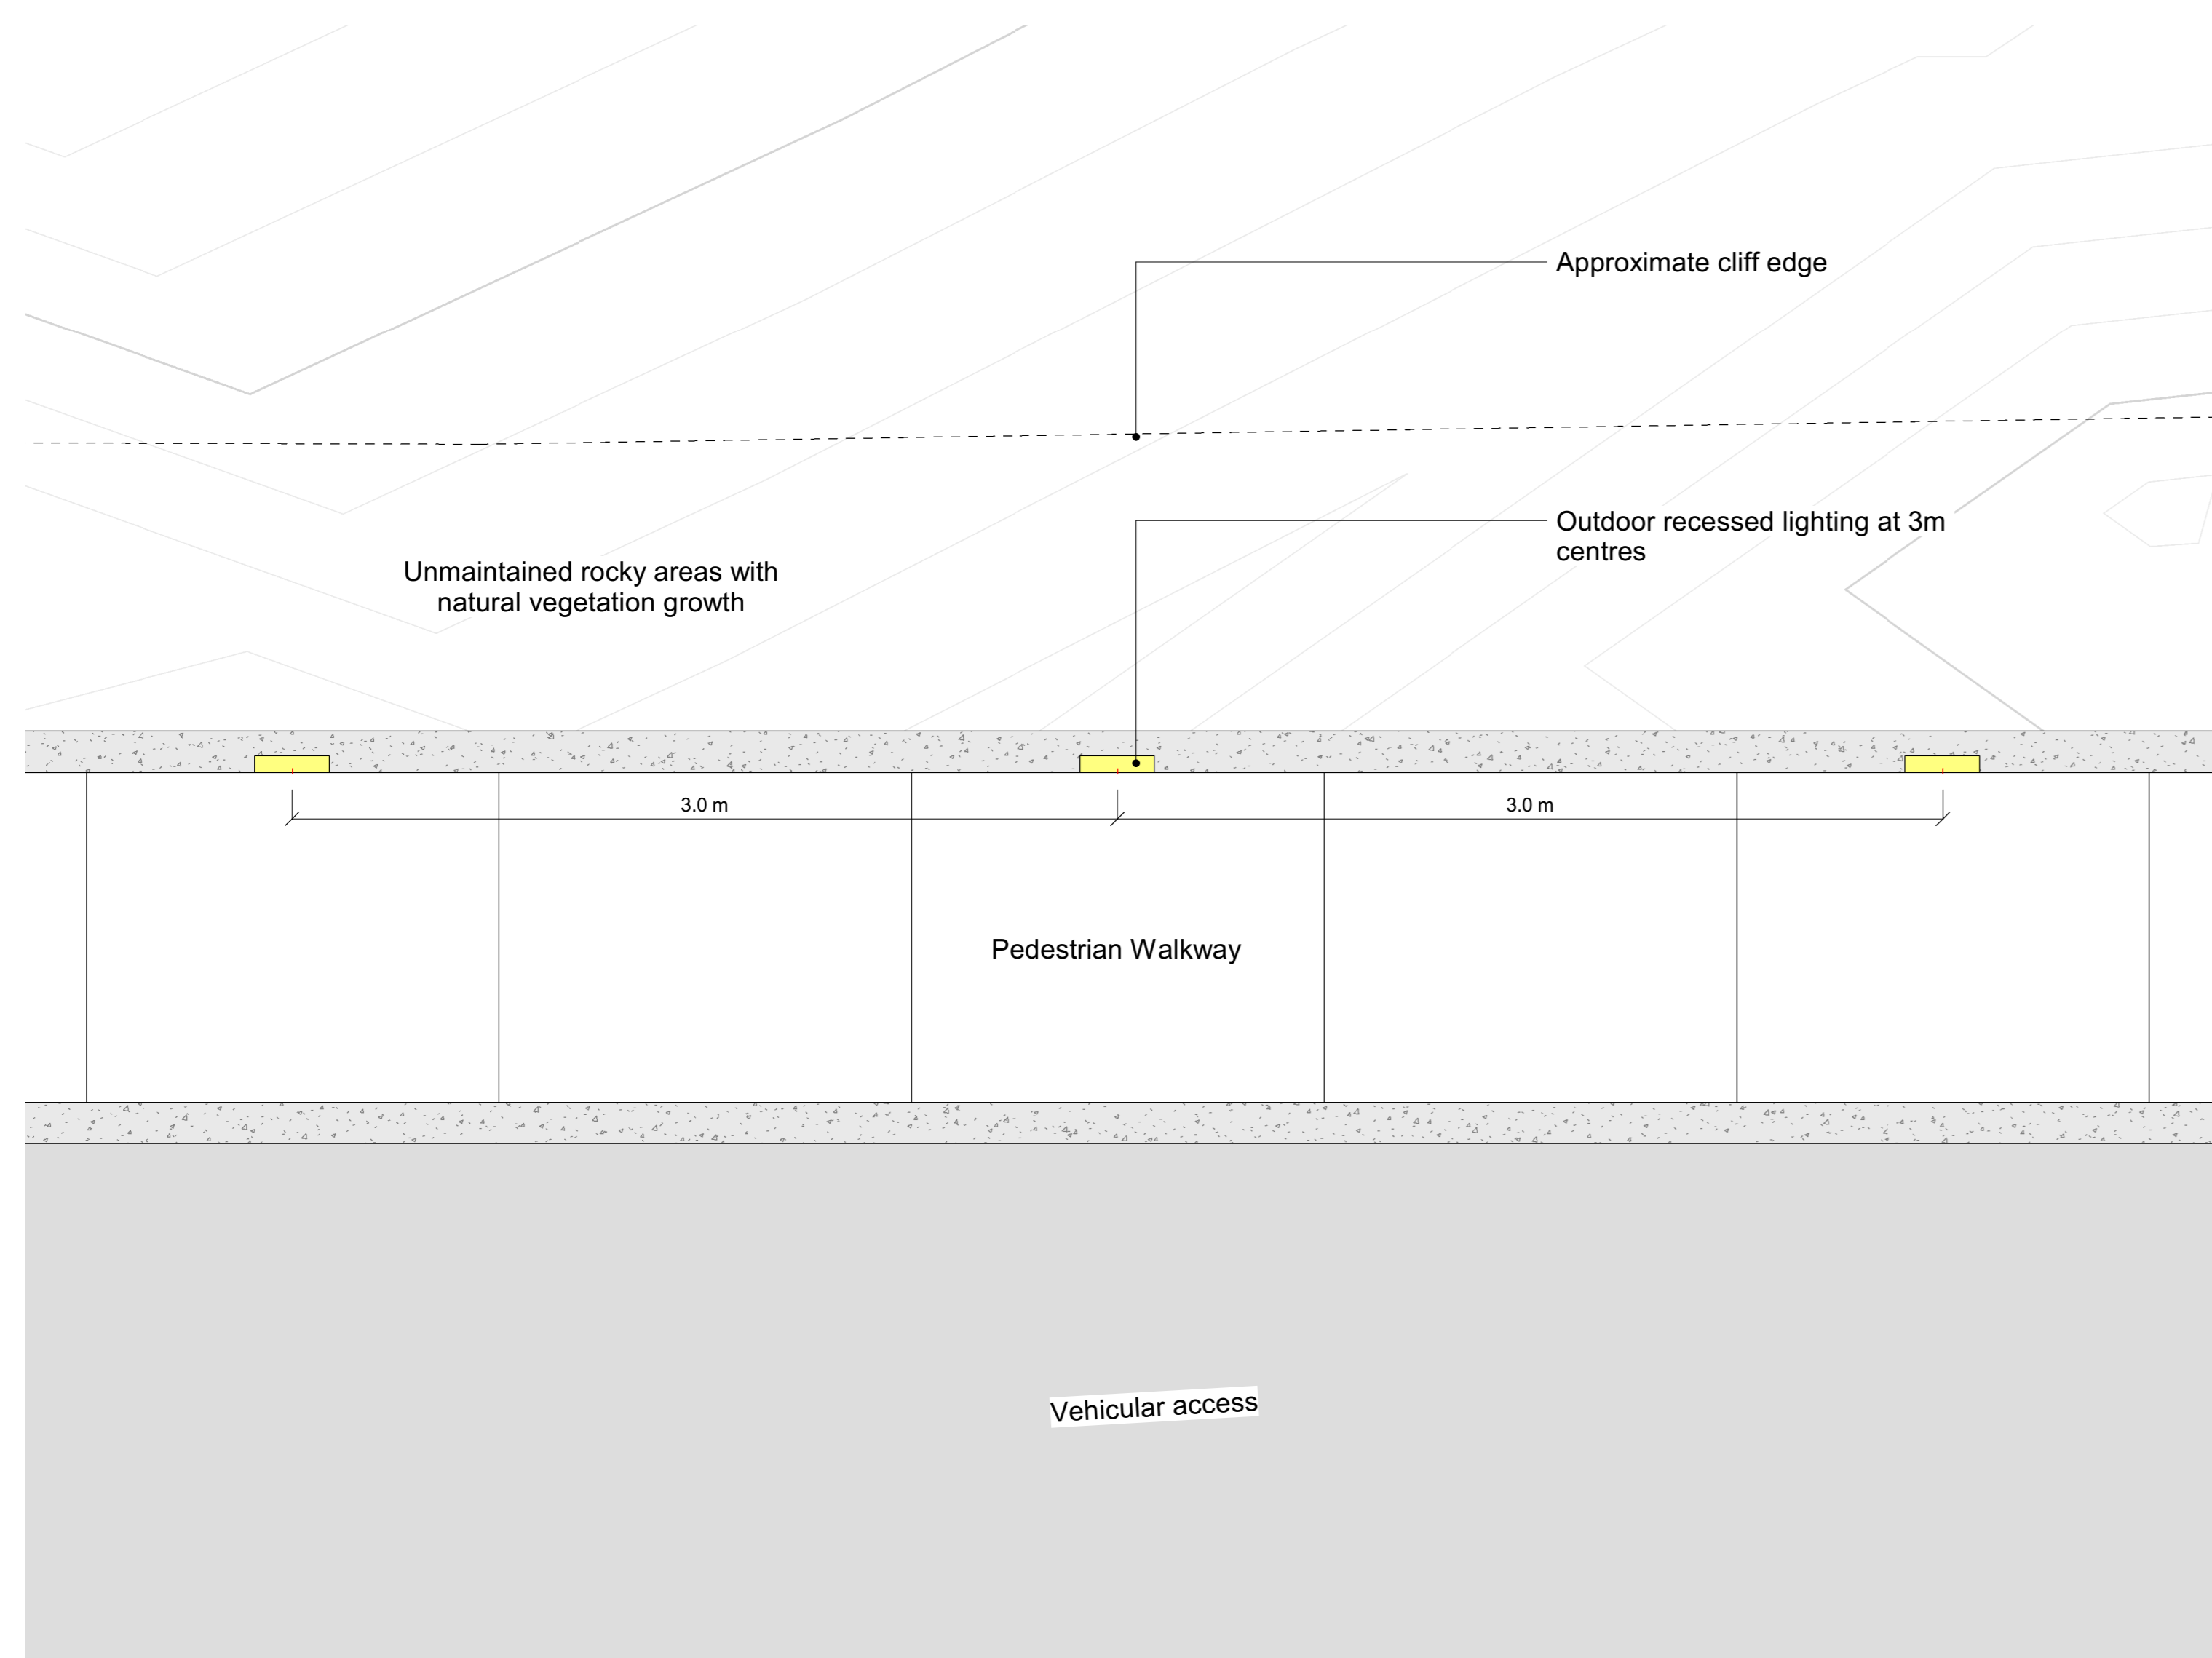 Approximate cliff edge
Outdoor recessed lighting at 3m
centres
Unmaintained rocky areas with
natural vegetation growth
3.0 m
3.0 m
Pedestrian Walkway
Vehicular access